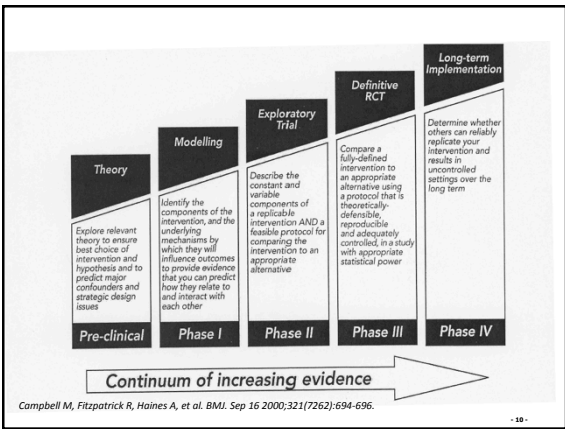 Theory
Explore relevant
theory to ensure
best choice of
intervention and
hypothesis and to
predict major
confounders and
strategic design
issues
Pre-clinical
Modelling
Identify the
components of the
intervention, and the
underlying
mechanisms by
which they will
influence outcomes
to provide evidence
that you can predict
how they relate to
and interact with
each other
Phase I
Exploratory
Trial
Describe the
constant and
variable
components of
a replicable
intervention AND a
feasible protocol for
comparing the
intervention to an
appropriate
alternative
Phase II
Definitive
RCT
Compare a
fully-defined
intervention to
an appropriate
alternative using
a protocol that is
theoretically-
defensible,
reproducible
and adequately
controlled, in a study
with appropriate
statistical power
Phase III
Long-term
Implementation
Determine whether
others can reliably
replicate your
intervention and
results in
uncontrolled
settings over the
long term
Phase IV
Continuum of increasing evidence
Campbell M, Fitzpatrick R, Haines A, et al. BMJ. Sep 16 2000;321(7262):694-696.
- 10 -